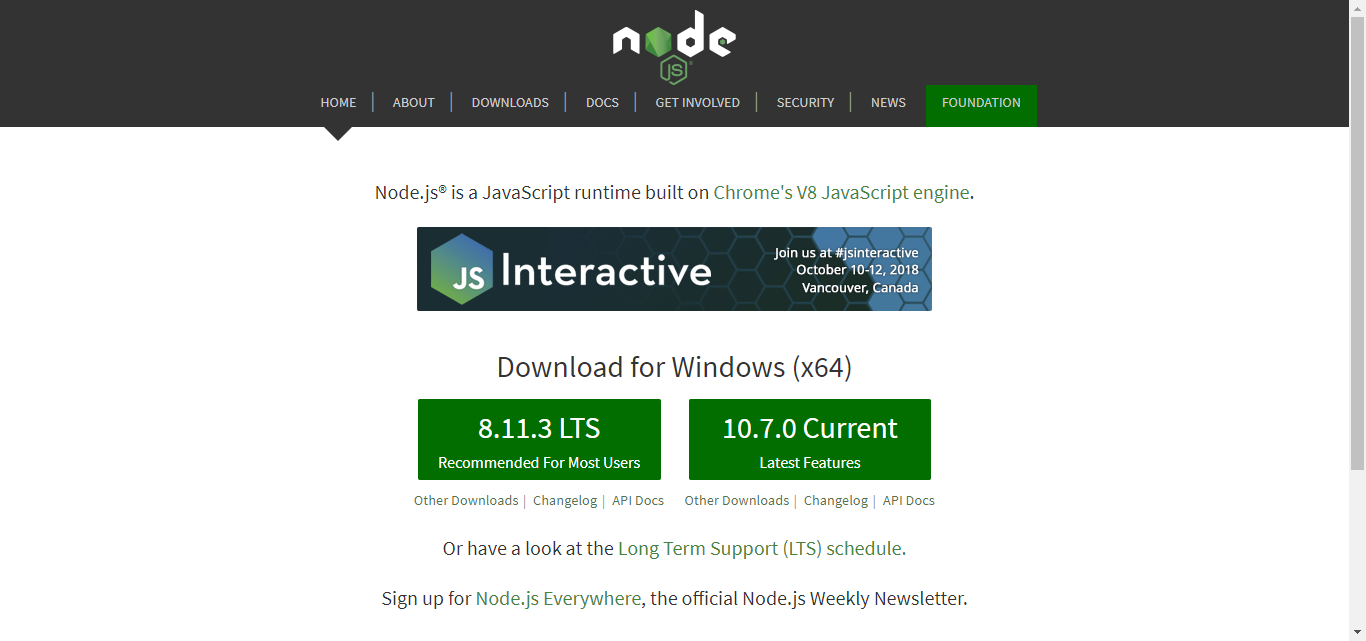 node
JS®
HOME | ABOUT | DOWNLOADS | DOCS | GET INVOLVED | SECURITY | NEWS FOUNDATION
Node.js® is a JavaScript runtime built on Chrome's V8 JavaScript engine.
JS Interactive
Join us at #jsinteractive
October 10-12, 2018
Vancouver, Canada
Download for Windows (x64)
8.11.3 LTS
Recommended For Most Users
10.7.0 Current
Latest Features
Other Downloads | Changelog | API Docs
Other Downloads | Changelog | API Docs
Or have a look at the Long Term Support (LTS) schedule.
Sign up for Node.js Everywhere, the official Node.js Weekly Newsletter.